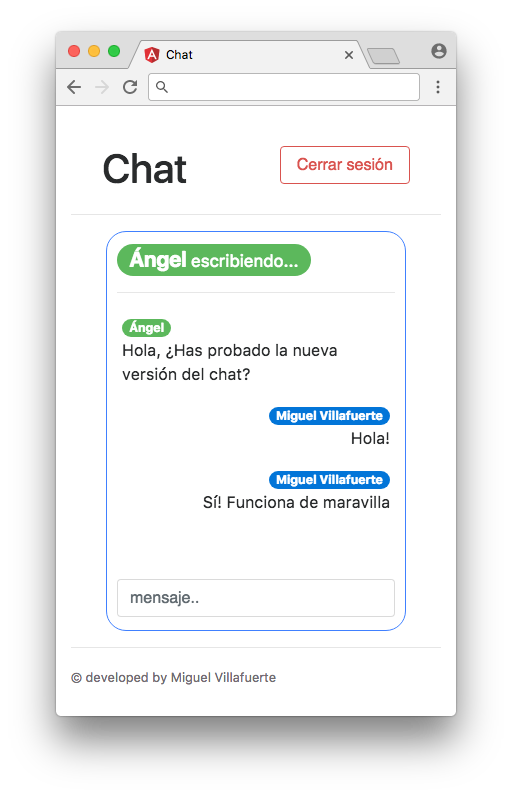 Chat
Chat
Cerrar sesión
Ángel escribiendo...
Ángel
Hola, ¿Has probado la nueva
versión del chat?
Miguel Villafuerte
Hola!
Miguel Villafuerte
Sí! Funciona de maravilla
mensaje..
© developed by Miguel Villafuerte